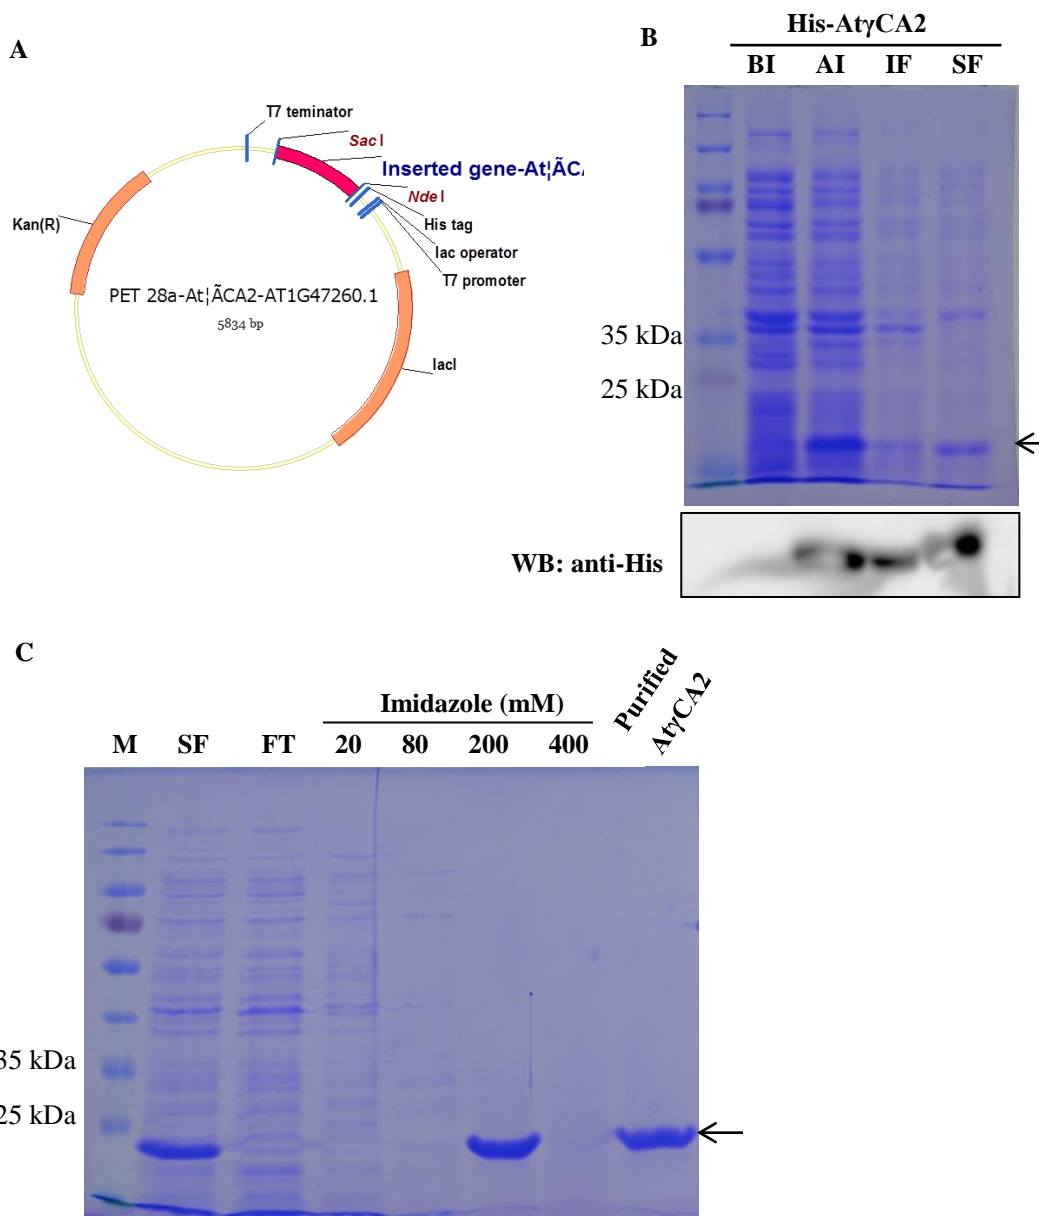 A
T7 teminator
Sac I
Inserted gene-At¦ÃCA
Nde I
His tag
lac operator
T7 promoter
Kan(R)
PET 28a-At¦ÃCA2-AT1G47260.1
5834 bp
lacI
B
His-AtγCA2
BI AI IF SF
35 kDa
25 kDa
WB: anti-His
C
Imidazole (mM)
Purified
AtγCA2
M SF FT 20 80 200 400
35 kDa
25 kDa